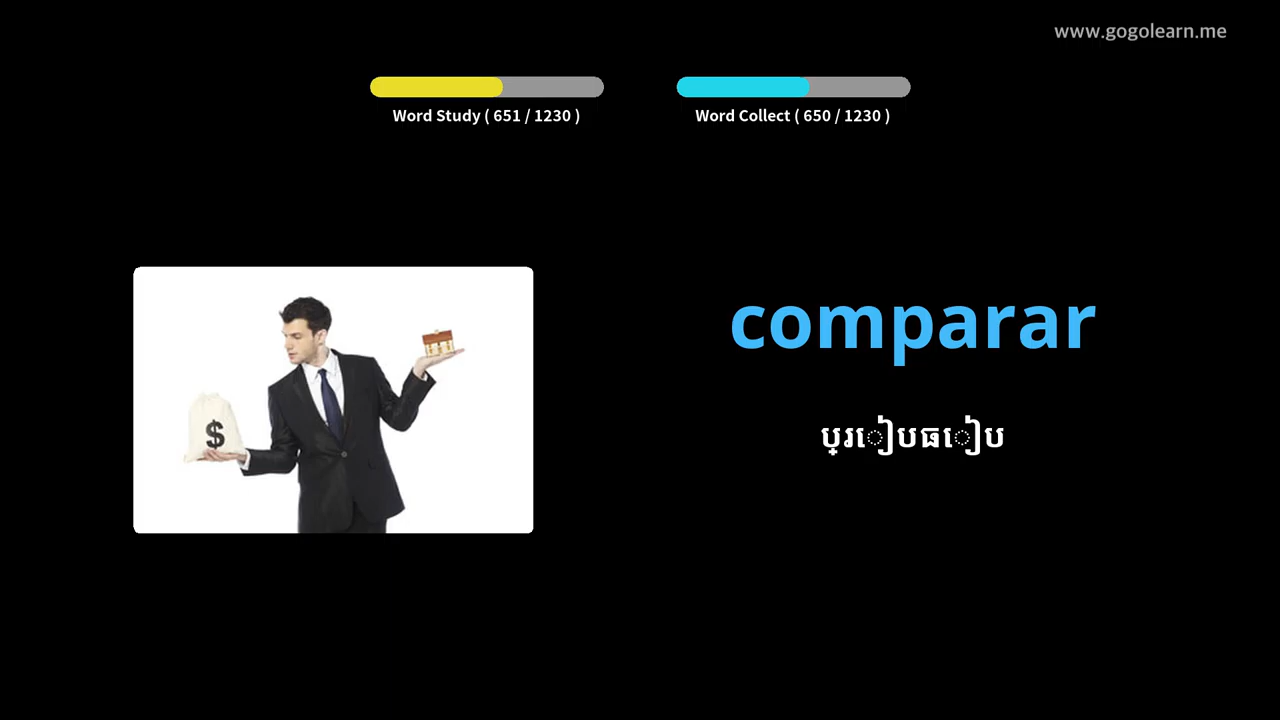 www.gogolearn.me
Word Study ( 651 / 1230 )
Word Collect ( 650 / 1230 )
$
comparar
ប្រៀបធៀប